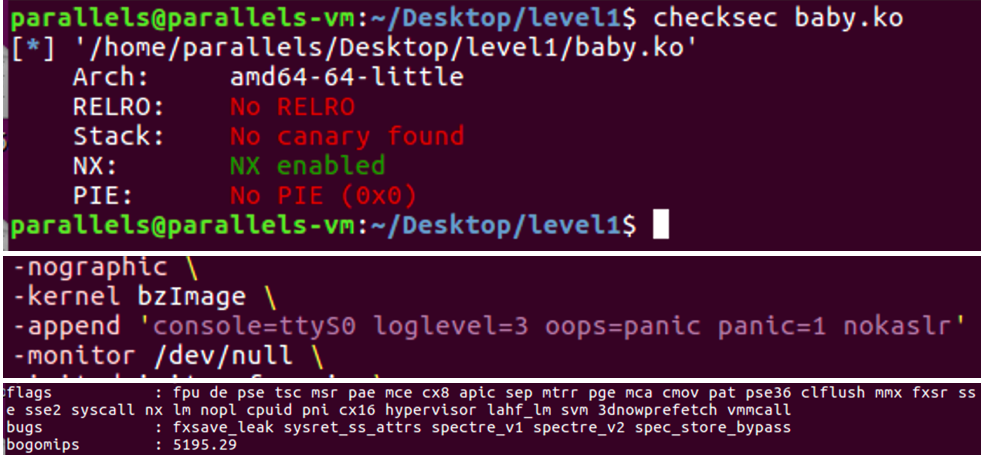 parallels@parallels-vm:~/Desktop/level1$ checksec baby.ko
[*] '/home/parallels/Desktop/level1/baby.ko'
Arch: amd64-64-little
RELRO: No RELRO
Stack: No canary found
NX: NX enabled
PIE: No PIE (0x0)
parallels@parallels-vm:~/Desktop/level1$
-nographic \
-kernel bzImage \
-append 'console=ttyS0 loglevel=3 oops=panic panic=1 nokaslr'
-monitor /dev/null \
flags : fpu de pse tsc msr pae mce cx8 apic sep mtrr pge mca cmov pat pse36 clflush mmx fxsr ss
e sse2 syscall nx lm nopl cpuid pni cx16 hypervisor lahf_lm svm 3dnowprefetch vmmcall
bugs : fxsave_leak sysret_ss_attrs spectre_v1 spectre_v2 spec_store_bypass
bogomips : 5195.29